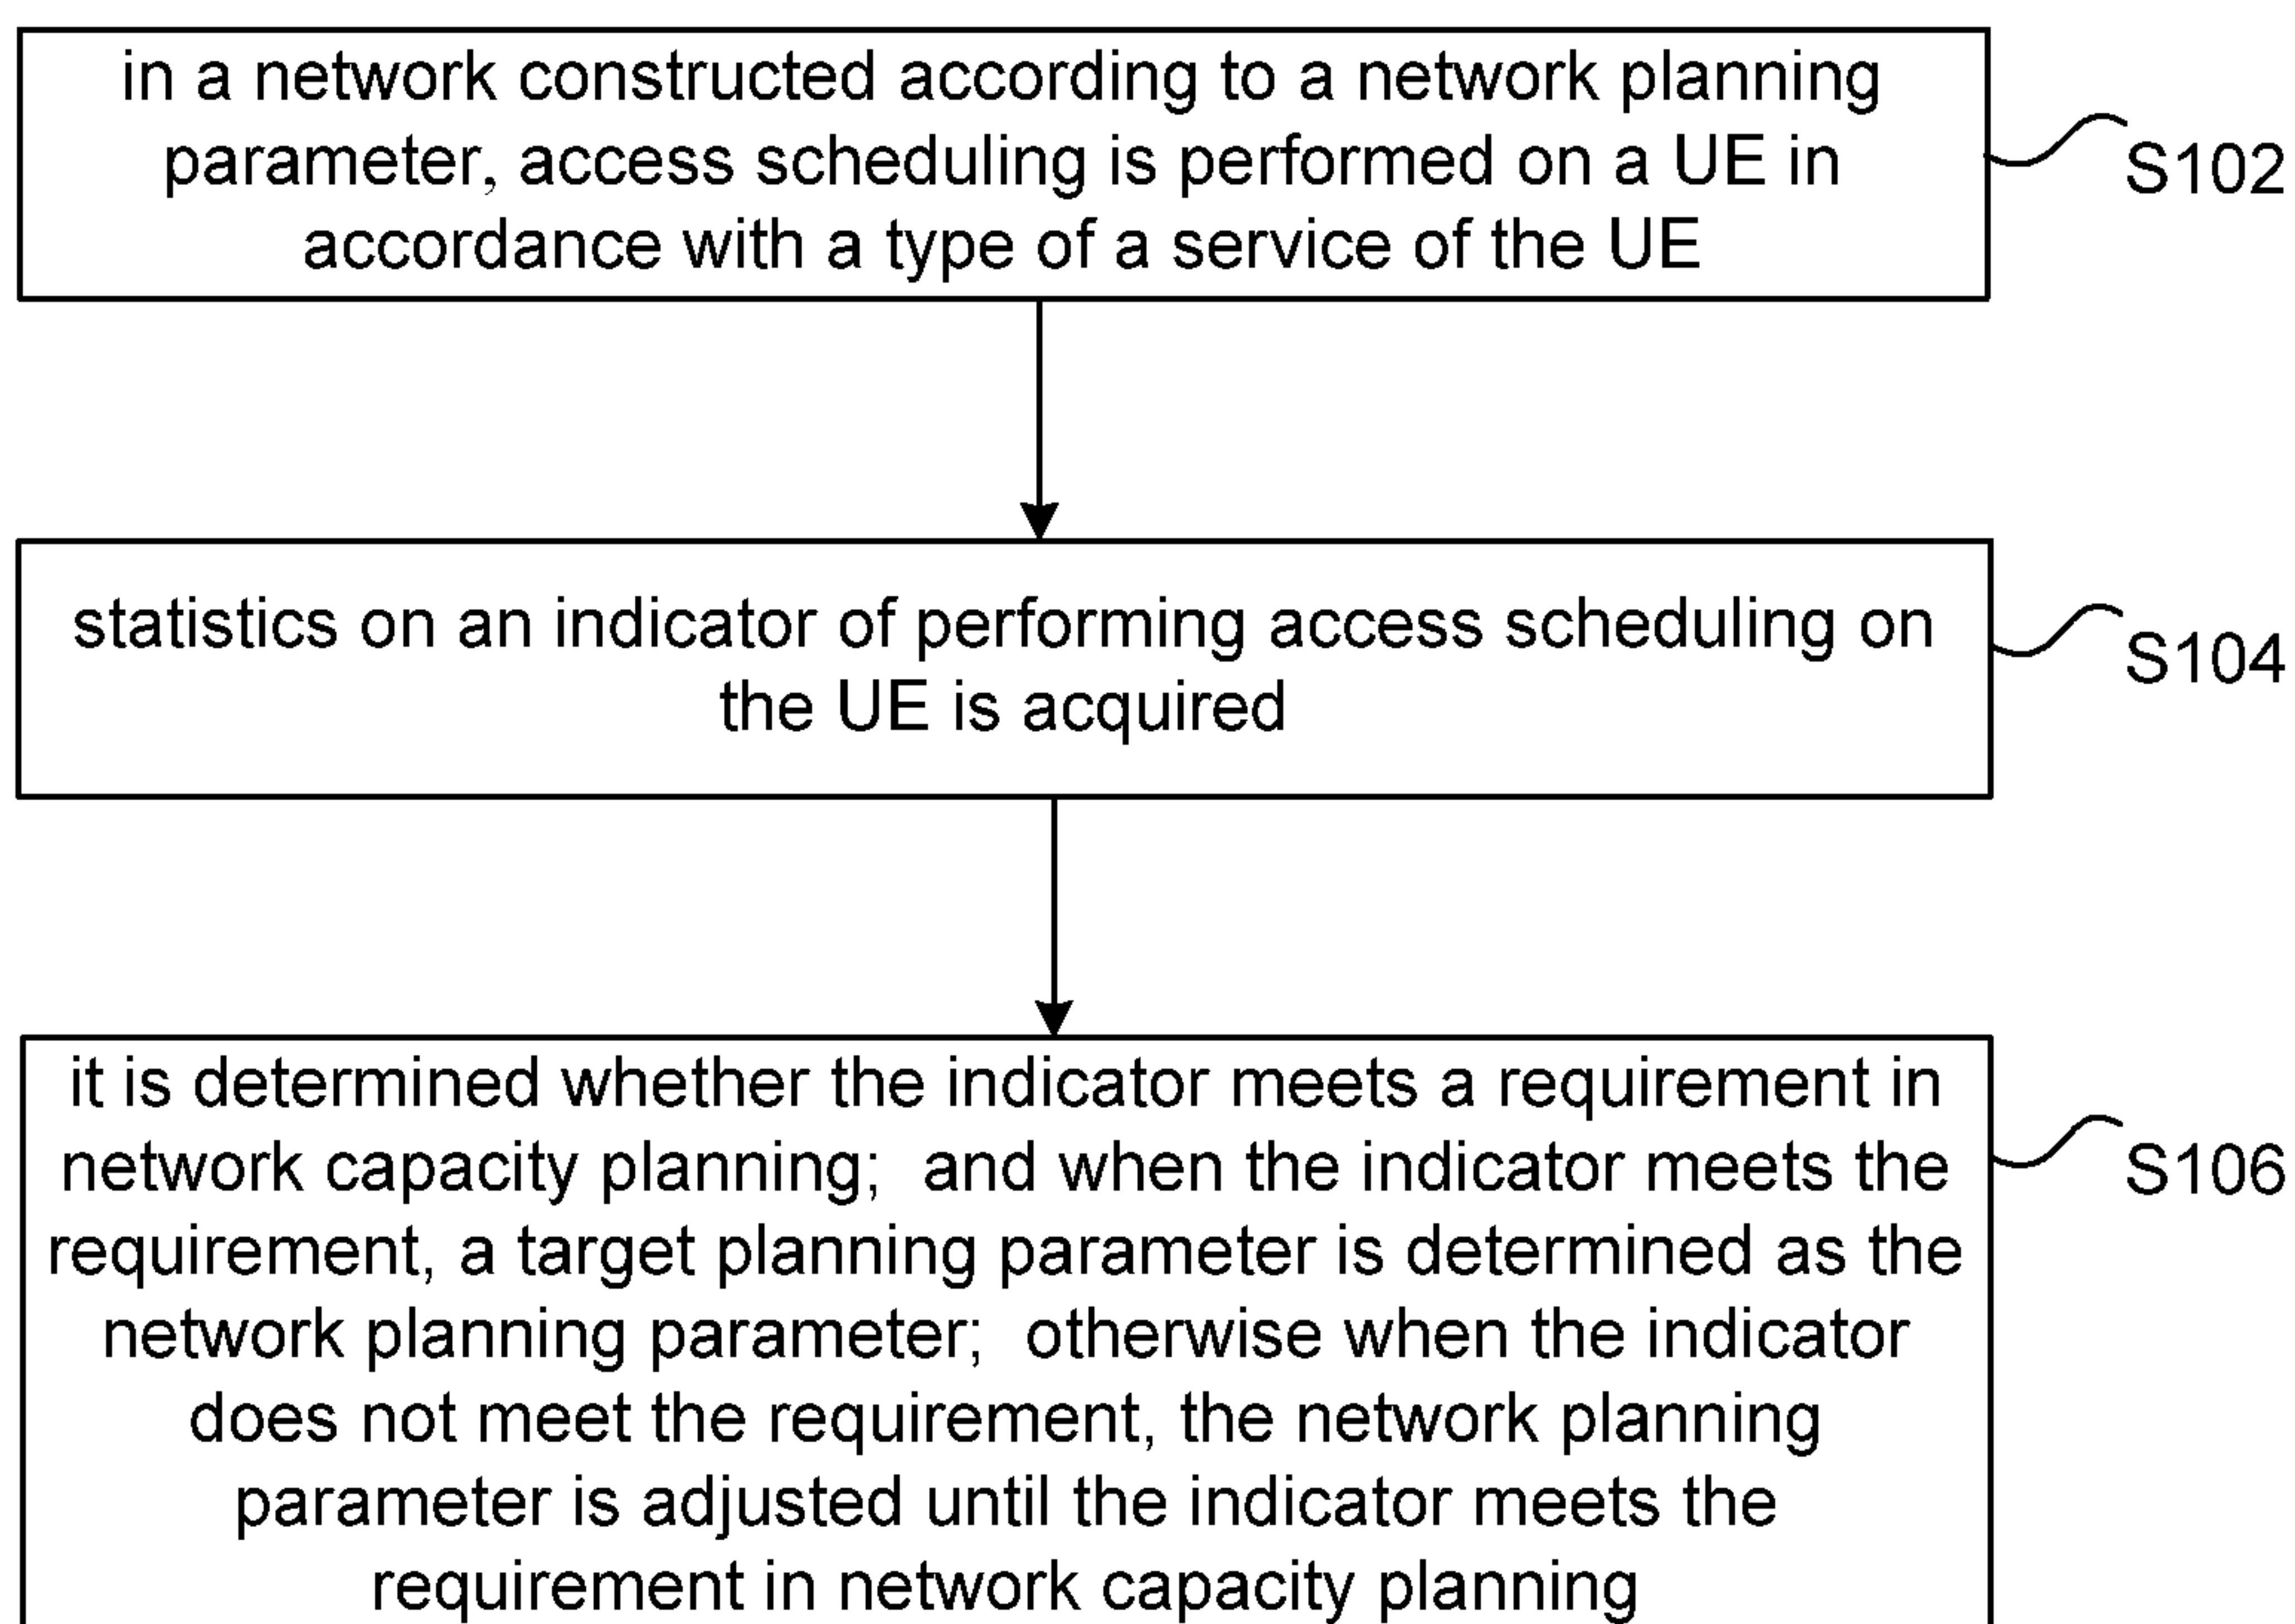 in a network constructed according to a network planning
parameter, access scheduling is performed on a UE in
accordance with a type of a service of the UE
S102
statistics on an indicator of performing access scheduling on
the UE is acquired
S104
it is determined whether the indicator meets a requirement in
network capacity planning; and when the indicator meets the
requirement, a target planning parameter is determined as the
network planning parameter; otherwise when the indicator
does not meet the requirement, the network planning
parameter is adjusted until the indicator meets the
requirement in network capacity planning
S106